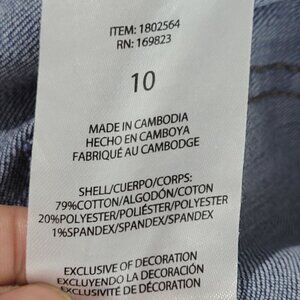 ITEM: 1802564
RN: 169823
10
MADE IN CAMBODIA
HECHO EN CAMBOYA
FABRIQUÉ AU CAMBODGE
SHELL/CUERPO/CORPS:
79%COTTON/ALGODÓN/COTON
20%POLYESTER/POLIÉSTER/POLYESTER
1%SPANDEX/SPANDEX/SPANDEX
EXCLUSIVE OF DECORATION
EXCLUYENDO LA DECORACIÓN
EXCLUSIVITÉ DE DÉCORATION